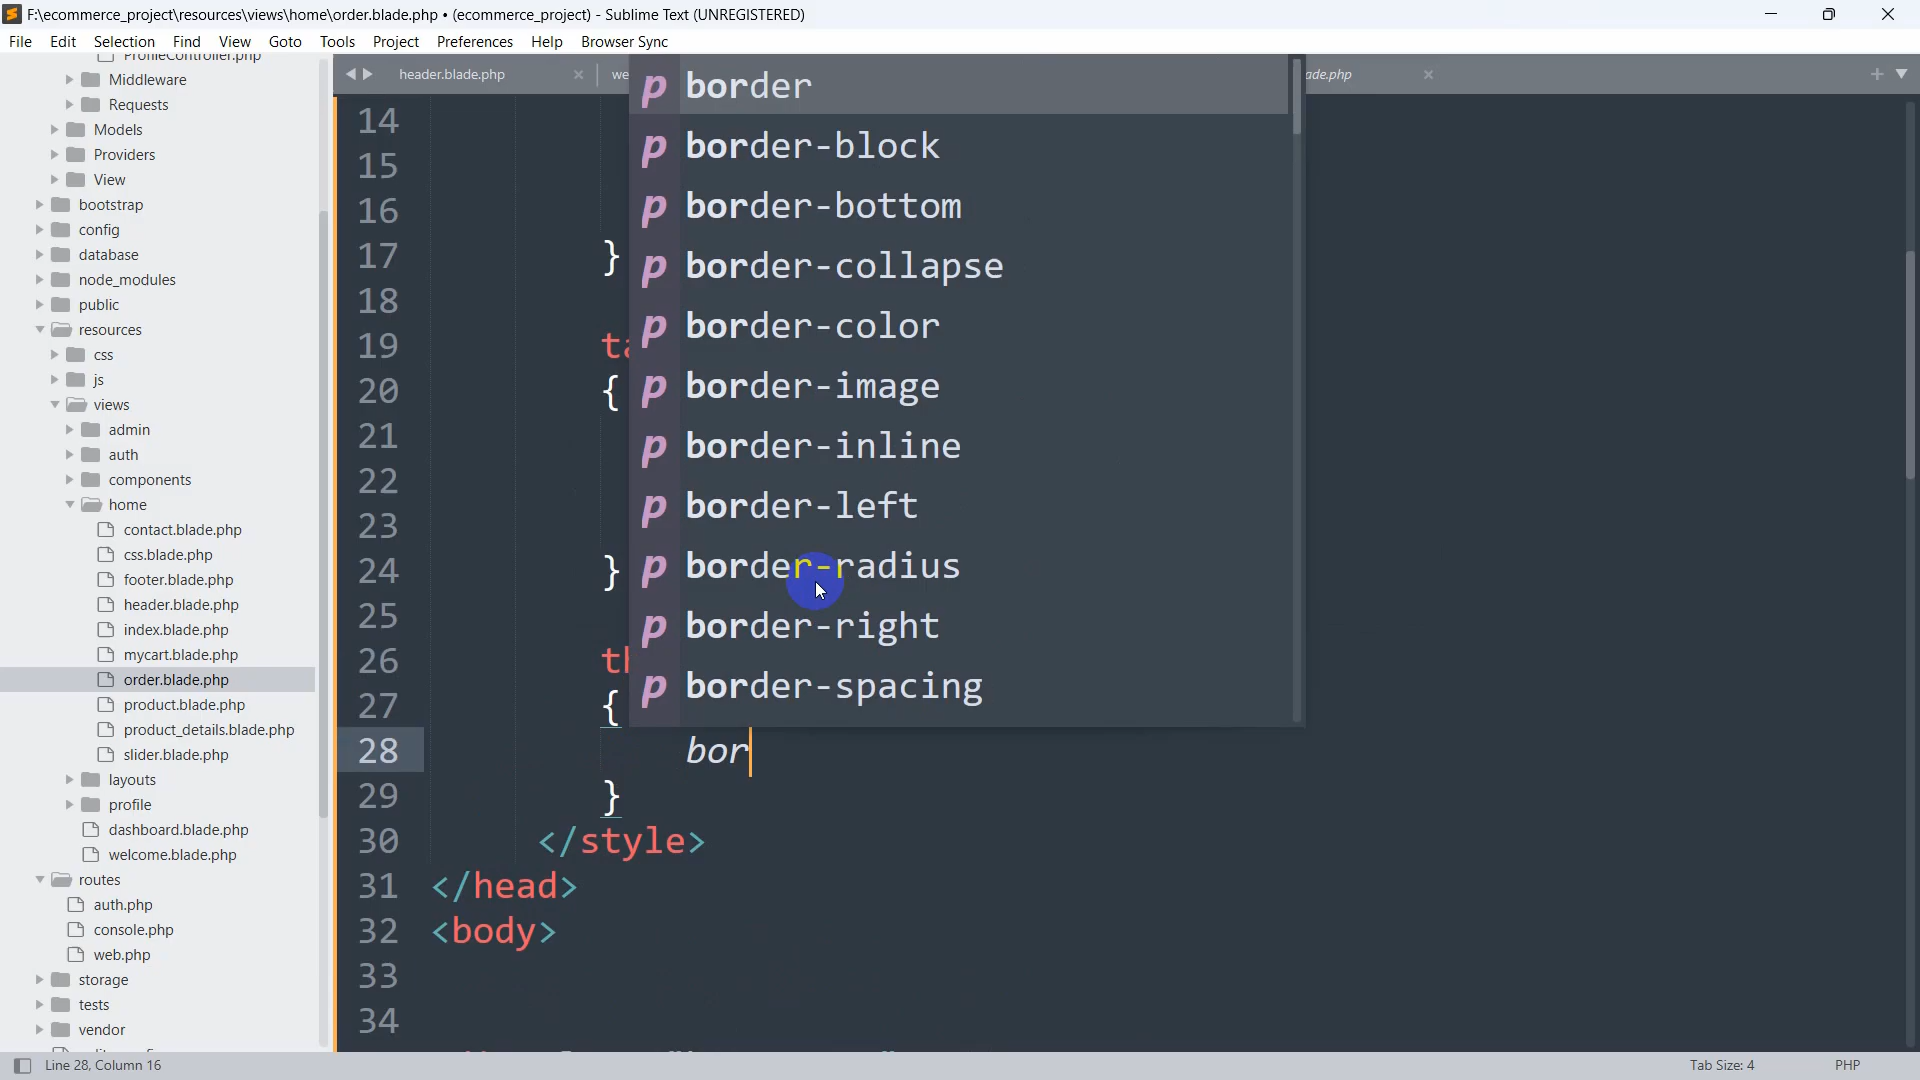 F:\ecommerce_project\resources\views\home\order.blade.php • (ecommerce_project) - Sublime Text (UNREGISTERED)
File Edit Selection Find View Goto Tools Project Preferences Help Browser Sync
ProfileController.php
Middleware
Requests
Models
Providers
View
bootstrap
config
database
node_modules
public
resources
css
js
views
admin
auth
components
home
contact.blade.php
css.blade.php
footer.blade.php
header.blade.php
index.blade.php
mycart.blade.php
order.blade.php
product.blade.php
product_details.blade.php
slider.blade.php
layouts
profile
dashboard.blade.php
welcome.blade.php
routes
auth.php
console.php
web.php
storage
tests
vendor
header.blade.php
we
ade.php
14
15
16
17 }
18
19 ta
20 {
21
22
23
24 }
25
26 th
27 {
28 bor
29 }
30 </style>
31 </head>
32 <body>
33
34
p border
p border-block
p border-bottom
p border-collapse
p border-color
p border-image
p border-inline
p border-left
p border-radius
p border-right
p border-spacing
Line 28, Column 16
Tab Size: 4
PHP